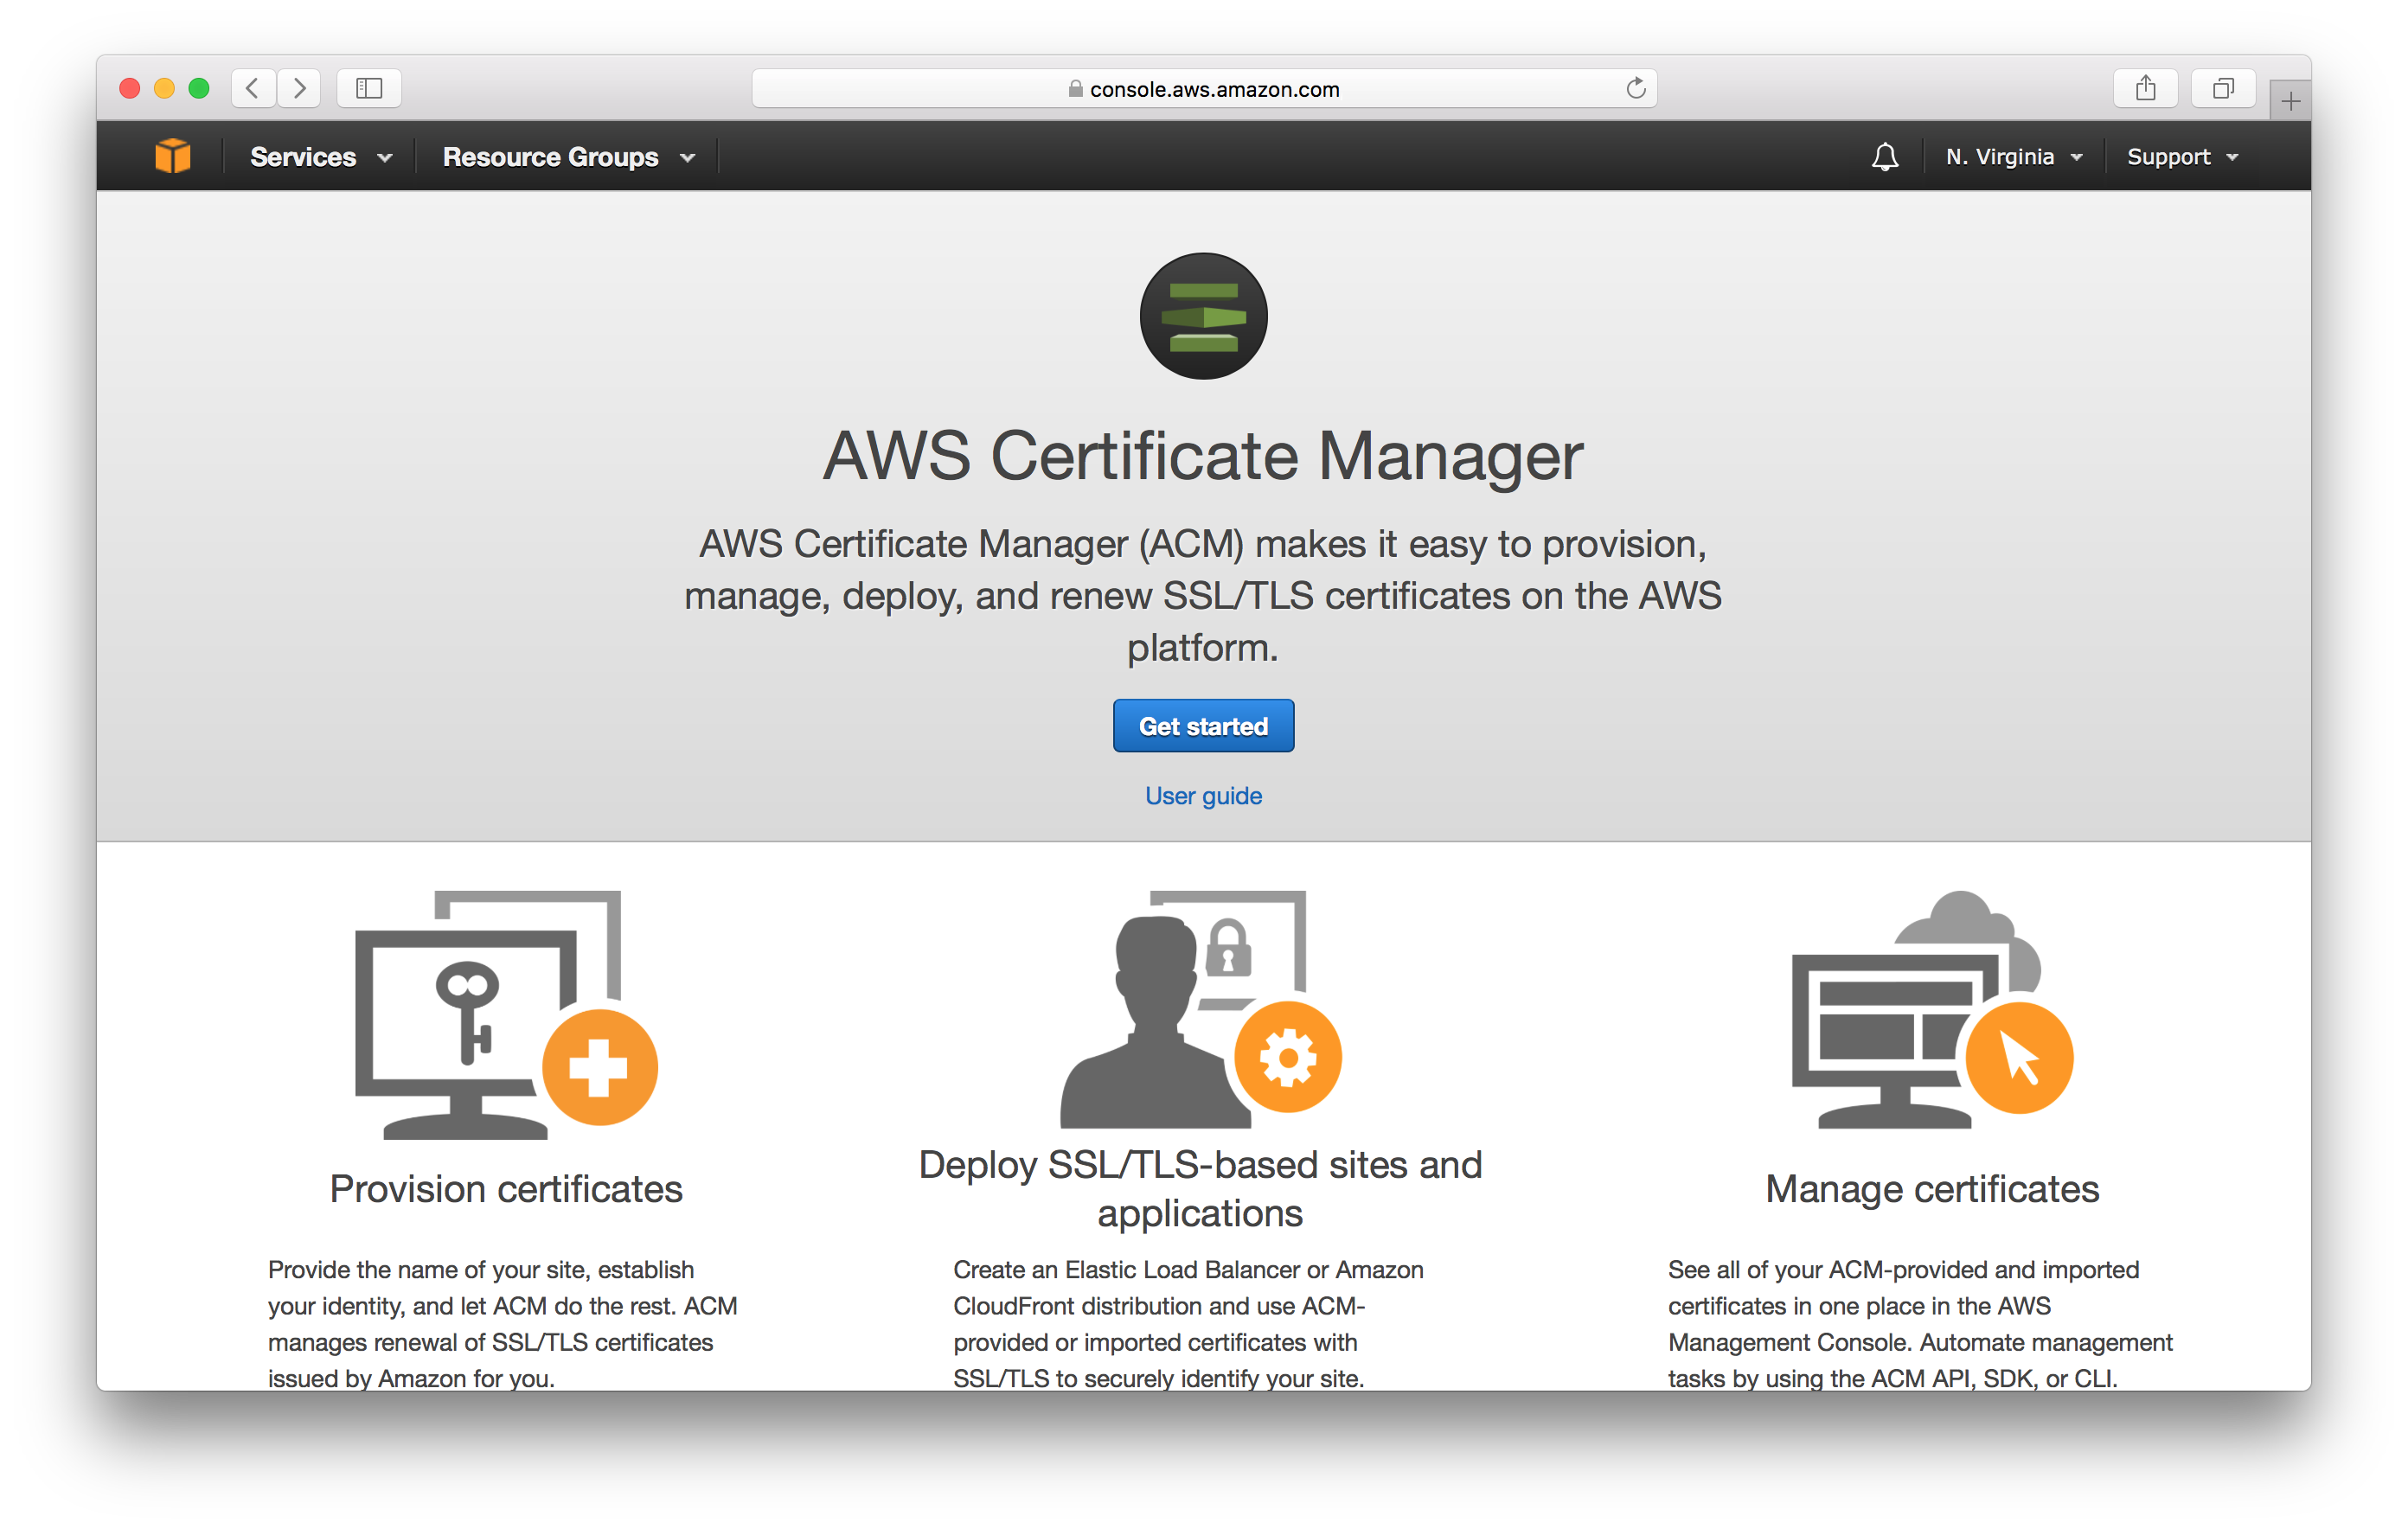 console.aws.amazon.com
Services
Resource Groups
N. Virginia
Support
AWS Certificate Manager
AWS Certificate Manager (ACM) makes it easy to provision,
manage, deploy, and renew SSL/TLS certificates on the AWS
platform.
Get started
User guide
Provision certificates
Provide the name of your site, establish
your identity, and let ACM do the rest. ACM
manages renewal of SSL/TLS certificates
issued by Amazon for you.
Deploy SSL/TLS-based sites and
applications
Create an Elastic Load Balancer or Amazon
CloudFront distribution and use ACM-
provided or imported certificates with
SSL/TLS to securely identify your site.
Manage certificates
See all of your ACM-provided and imported
certificates in one place in the AWS
Management Console. Automate management
tasks by using the ACM API, SDK, or CLI.